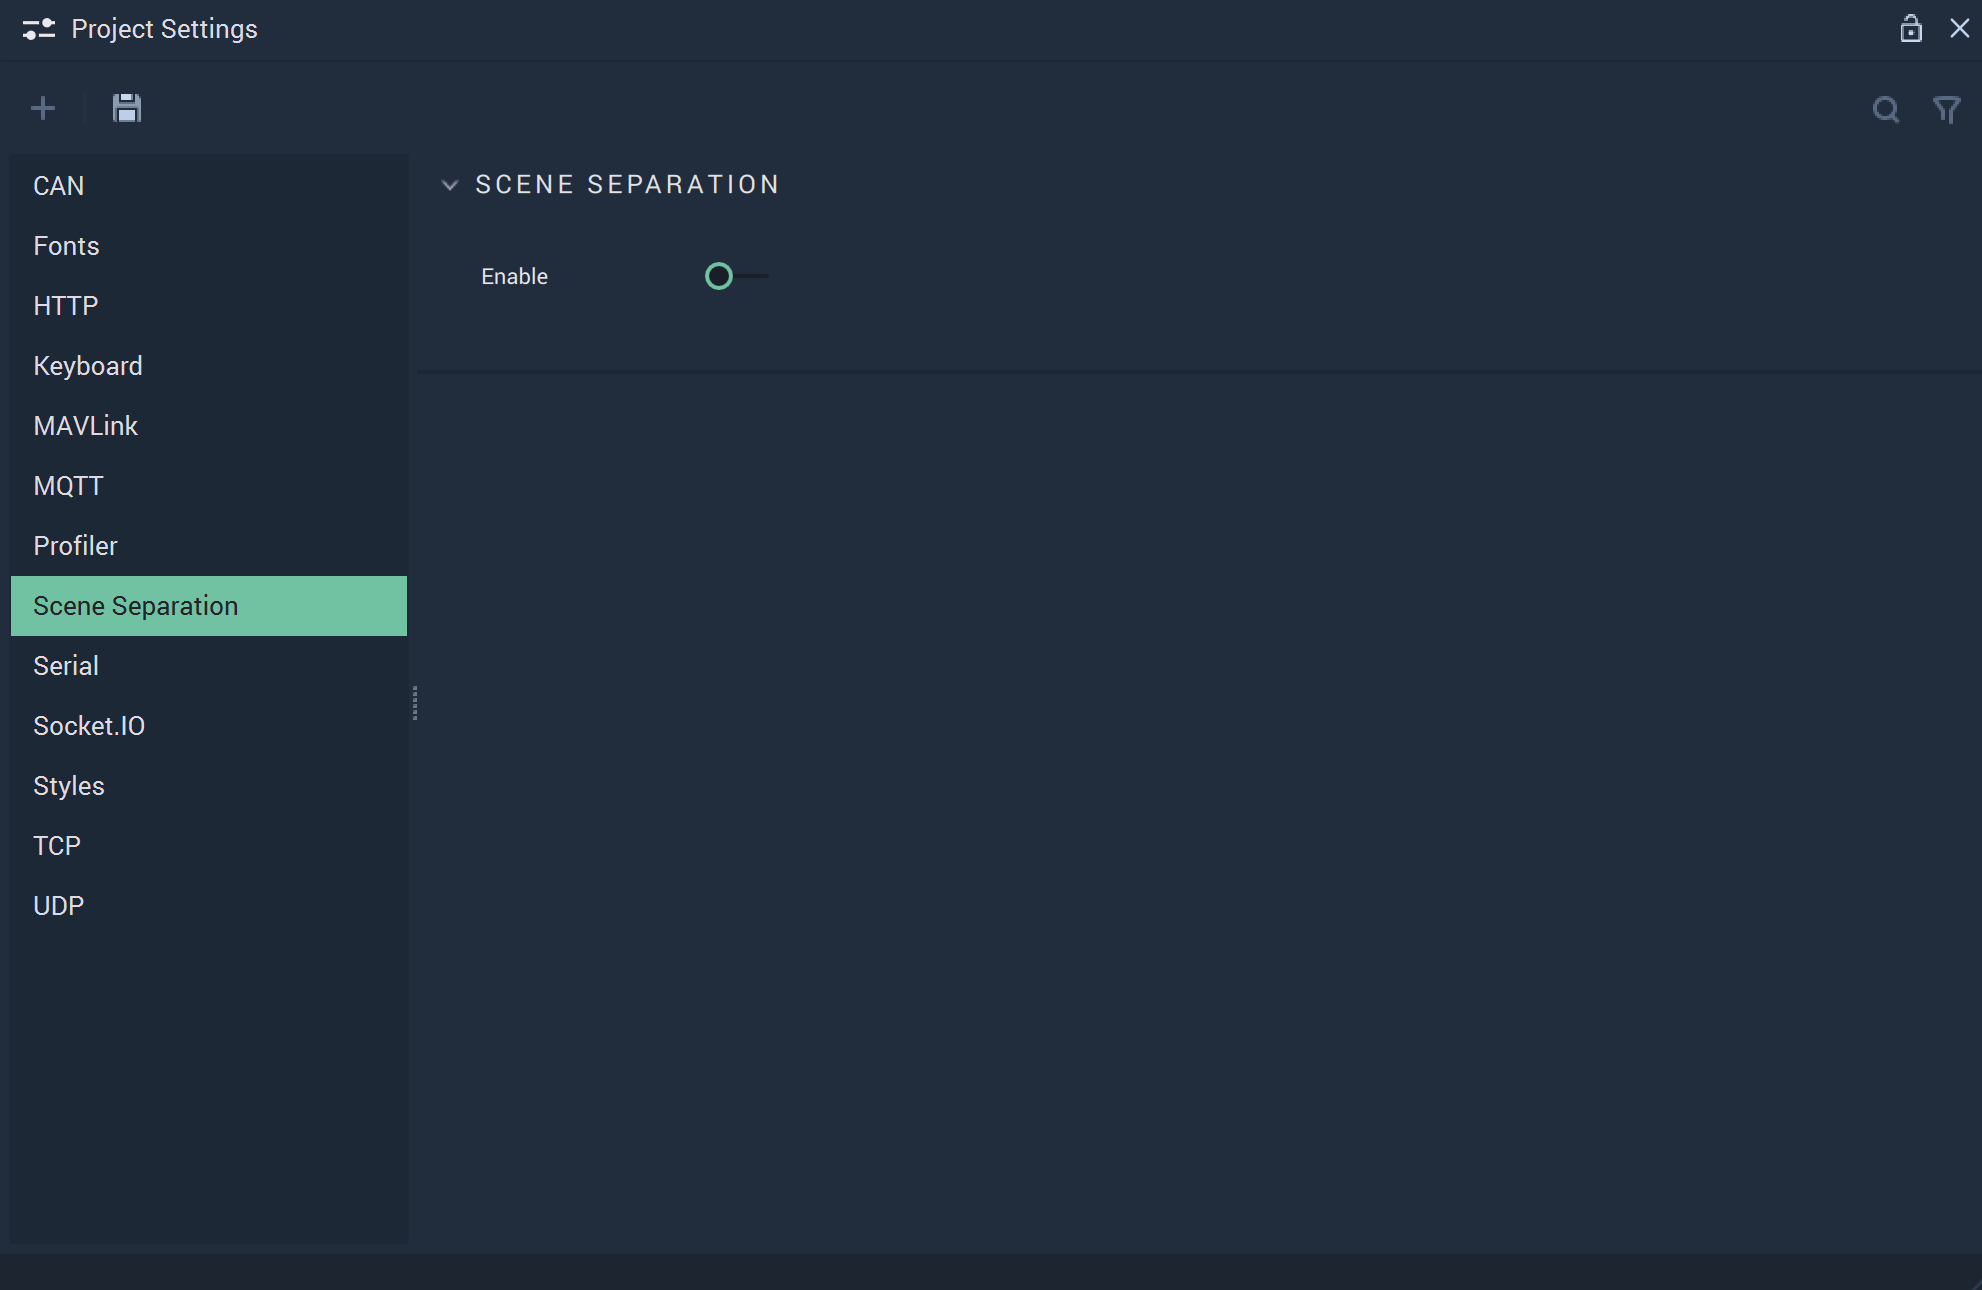 Project Settings
CAN
Fonts
HTTP
Keyboard
MAVLink
MQTT
Profiler
Scene Separation
Serial
Socket.IO
Styles
TCP
UDP
SCENE SEPARATION
Enable